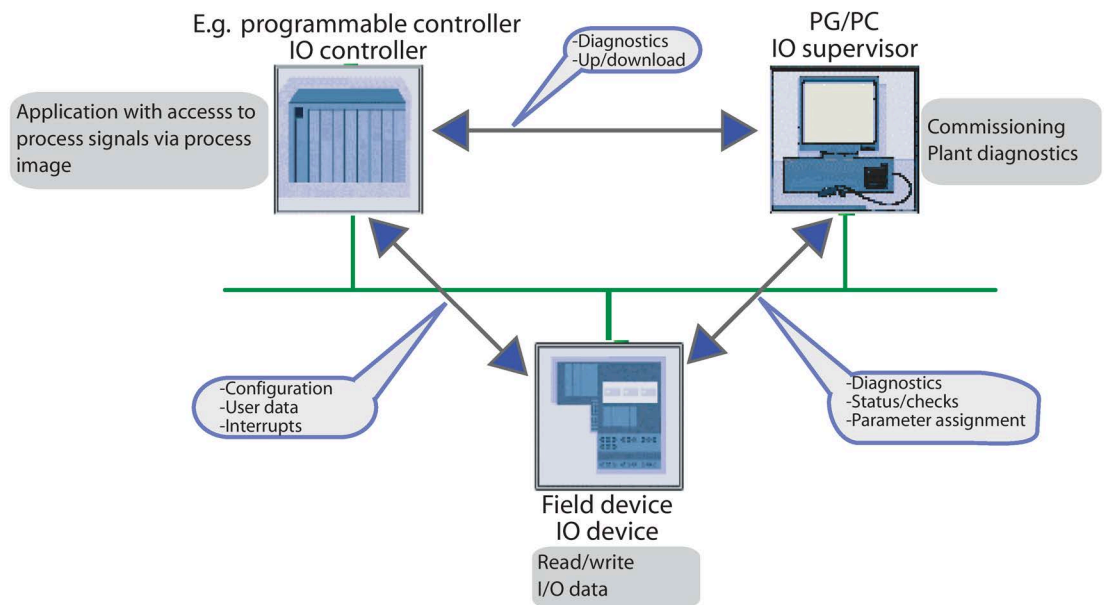 E.g. programmable controller
IO controller
-Diagnostics
-Up/download
PG/PC
IO supervisor
Application with accesss to
process signals via process
image
Commissioning
Plant diagnostics
-Configuration
-User data
-Interrupts
-Diagnostics
-Status/checks
-Parameter assignment
Field device
IO device
Read/write
I/O data